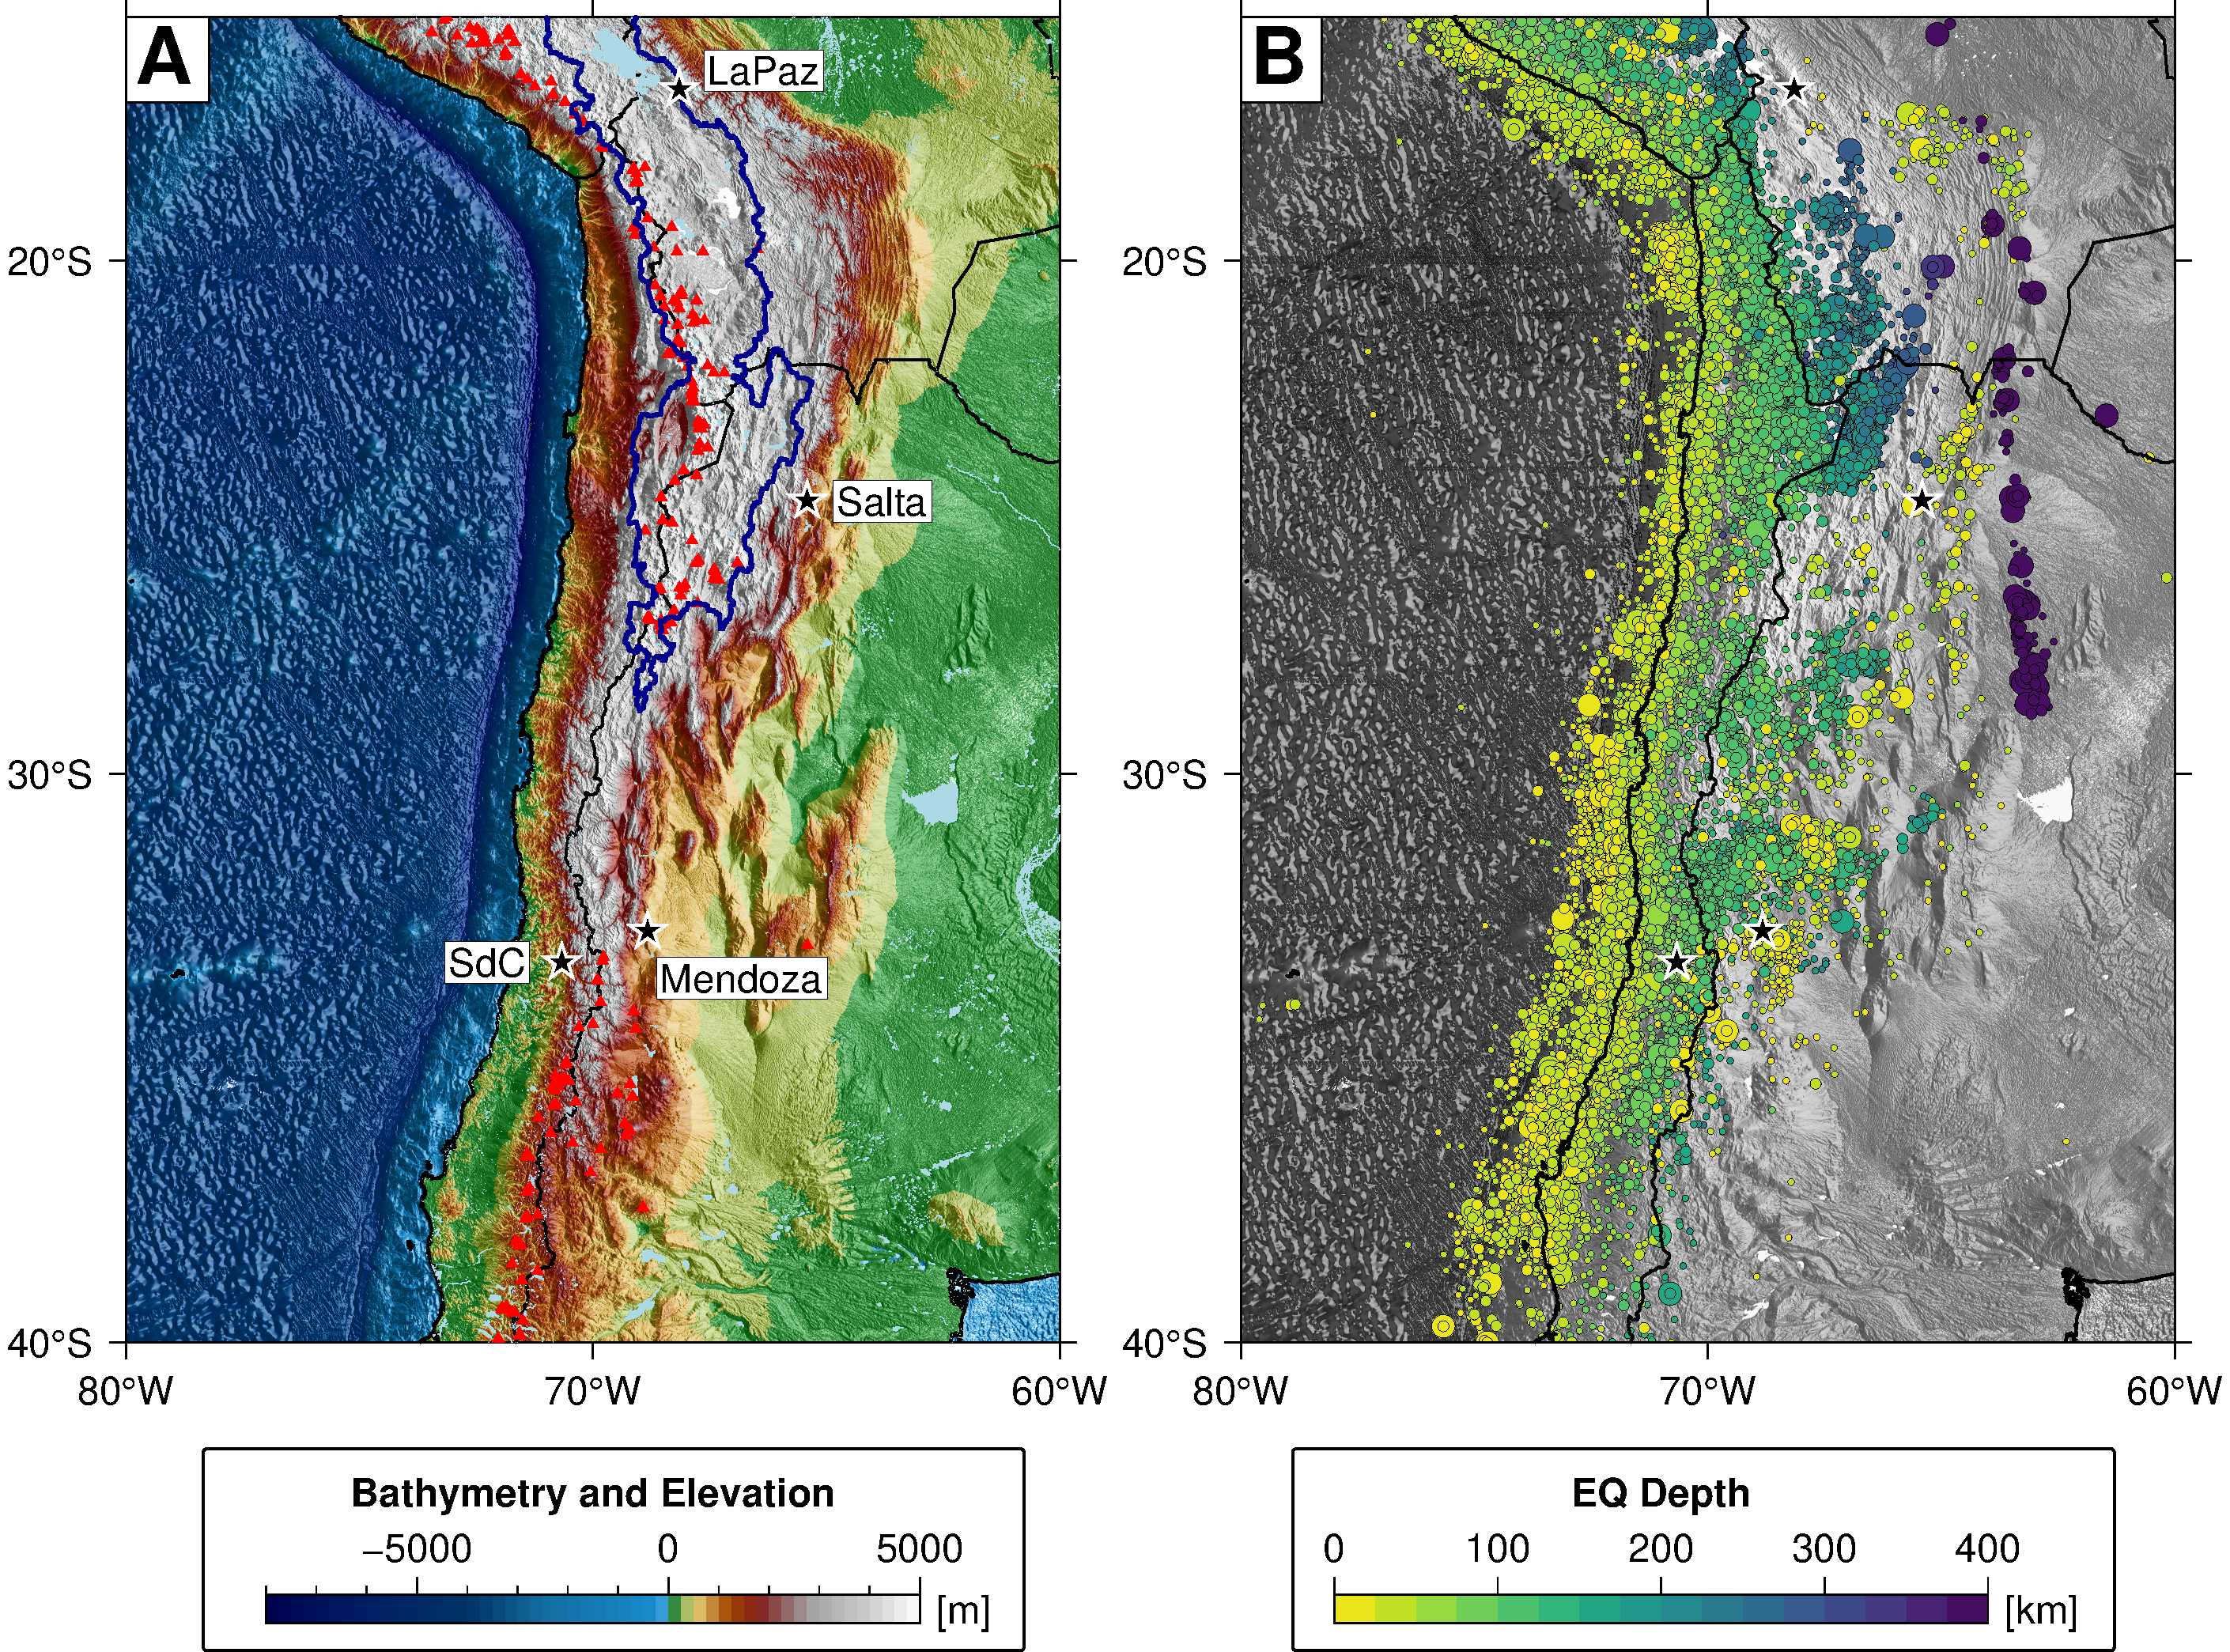 A
B
LaPaz
Salta
SdC
Mendoza
20°S
30°S
40°S
80°W
70°W
60°W
20°S
30°S
40°S
80°W
70°W
60°W
Bathymetry and Elevation
−5000 0 5000
[m]
EQ Depth
0 100 200 300 400
[km]